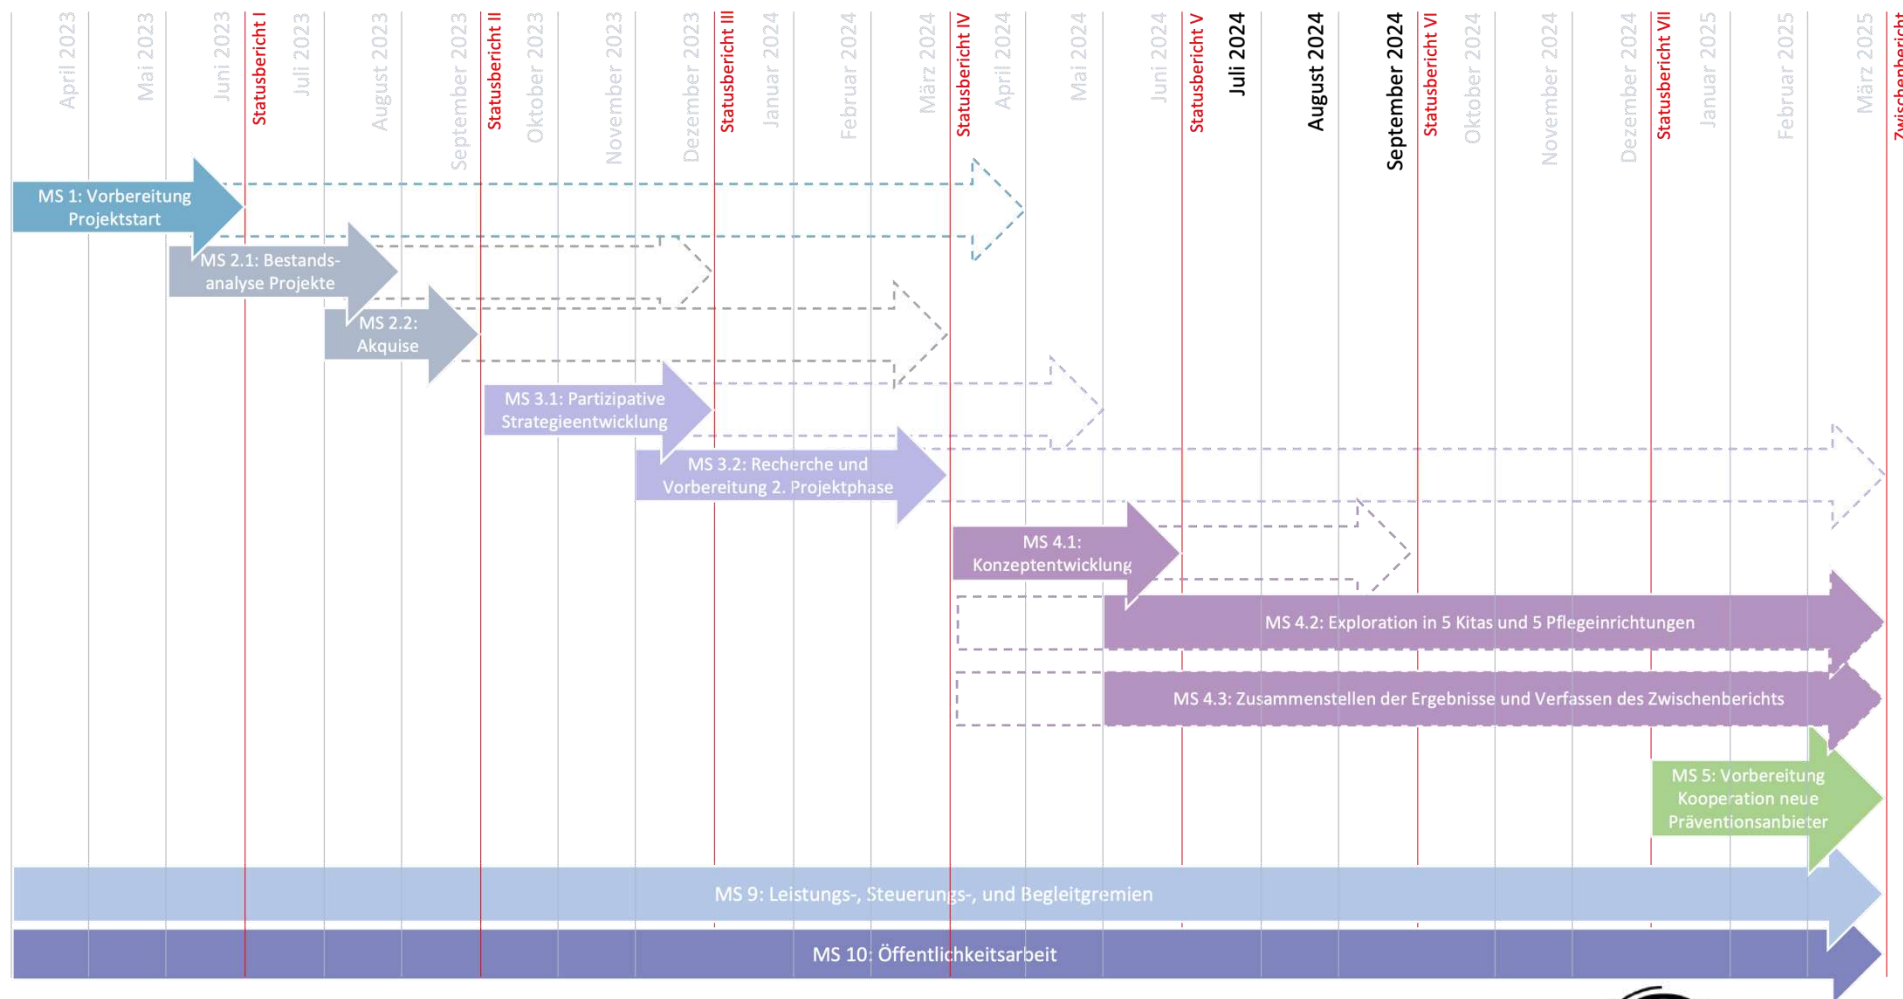 April 2023
Mai 2023
Juni 2023
Statusbericht I
Juli 2023
August 2023
September 2023
Statusbericht II
Oktober 2023
November 2023
Dezember 2023
Statusbericht III
Januar 2024
Februar 2024
März 2024
Statusbericht IV
April 2024
Mai 2024
Juni 2024
Statusbericht V
Juli 2024
August 2024
September 2024
Statusbericht VI
Oktober 2024
November 2024
Dezember 2024
Statusbericht VII
Januar 2025
Februar 2025
März 2025
Zwischenbericht
MS 1: Vorbereitung
Projektstart
MS 2.1: Bestands-
analyse Projekte
MS 2.2:
Akquise
MS 3.1: Partizipative
Strategieentwicklung
MS 3.2: Recherche und
Vorbereitung 2. Projektphase
MS 4.1:
Konzeptentwicklung
MS 4.2: Exploration in 5 Kitas und 5 Pflegeinrichtungen
MS 4.3: Zusammenstellen der Ergebnisse und Verfassen des Zwischenberichts
MS 5: Vorbereitung
Kooperation neue
Präventionsanbieter
MS 9: Leistungs-, Steuerungs-, und Begleitgremien
MS 10: Öffentlichkeitsarbeit